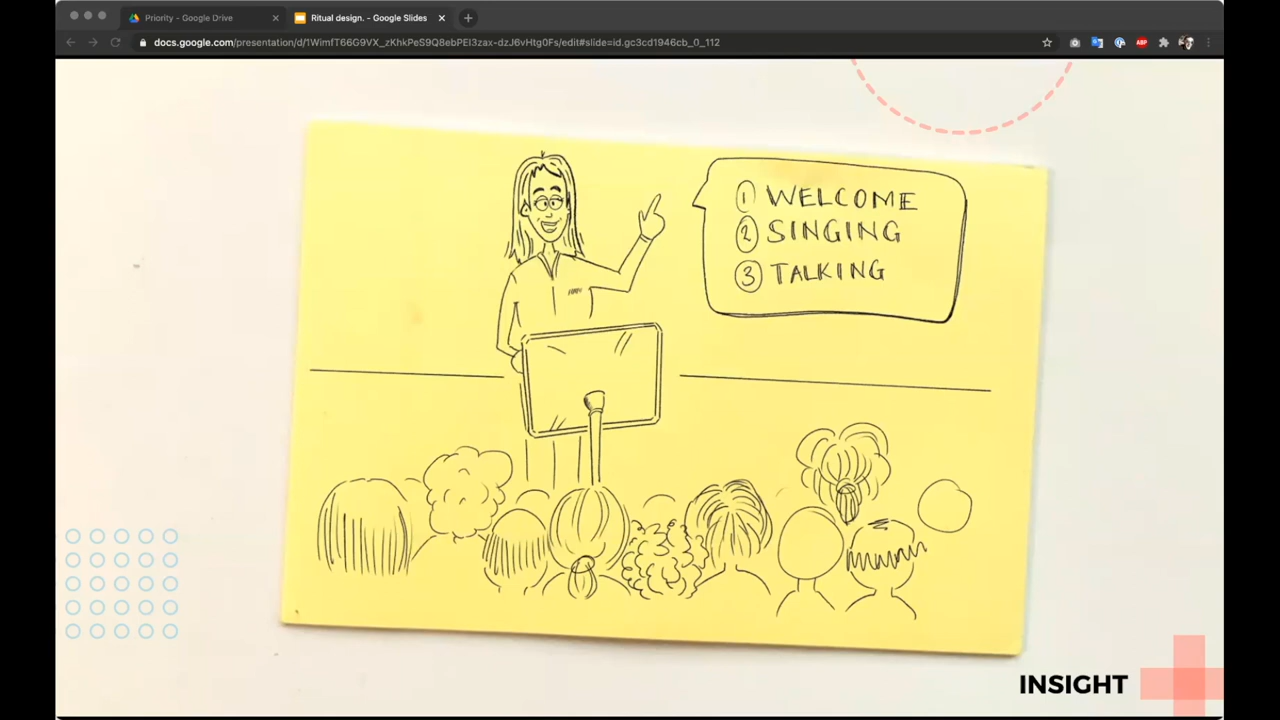 Priority - Google Drive
Ritual design. - Google Slides
docs.google.com/presentation/d/1WimfT66G9VX_zKhkPeS9Q8ebPEI3zax-dzJ6vHtg0Fs/edit#slide=id.gc3cd1946cb_0_112
ABP
1 WELCOME
2 SINGING
3 TALKING
INSIGHT